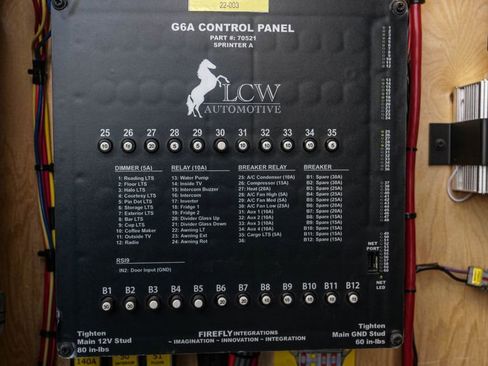 22-003
G6A CONTROL PANEL
PART #: 70521
SPRINTER A
LCW
AUTOMOTIVE
25 26 27 28 29 30 31 32 33 34 35
DIMMER (5A)
1: Reading LTS
2: Floor LTS
3: Halo LTS
4: Courtesy LTS
5: Pin Dot LTS
6: Storage LTS
7: Exterior LTS
8: Bar LTS
9: Cup LTS
10: Coffee Maker
11: Outside TV
12: Radio
RELAY (10A)
13: Water Pump
14: Inside TV
15: Intercom Buzzer
16: Intercom
17: Inverter
18: Fridge 1
19: Fridge 2
20: Divider Glass Up
21: Divider Glass Down
22: Awning LT
23: Awning Ext
24: Awning Ret
BREAKER RELAY
25: A/C Condenser (10A)
26: Compressor (15A)
27: Heat (20A)
28: A/C Fan High (5A)
29: A/C Fan Med (5A)
30: A/C Fan Low (25A)
31: Aux 1 (10A)
32: Aux 2 (10A)
33: Aux 3 (10A)
34: Aux 4 (10A)
35: Cargo LTS (5A)
36:
BREAKER
B1: Spare (30A)
B2: Spare (30A)
B3: Spare (25A)
B4: Spare (25A)
B5: Spare (25A)
B6: Spare (25A)
B7: Spare (20A)
B8: Spare (20A)
B9: Spare (15A)
B10: Spare (15A)
B11: Spare (15A)
B12: Spare (15A)
RSI9
IN2: Door Input (GND)
NET
PORT
NET
LED
B1 B2 B3 B4 B5 B6 B7 B8 B9 B10 B11 B12
Tighten
Main 12V Stud
80 in-lbs
FIREFLY INTEGRATIONS
~ IMAGINATION ~ INNOVATION ~ INTEGRATION
Tighten
Main GND Stud
60 in-lbs
140A